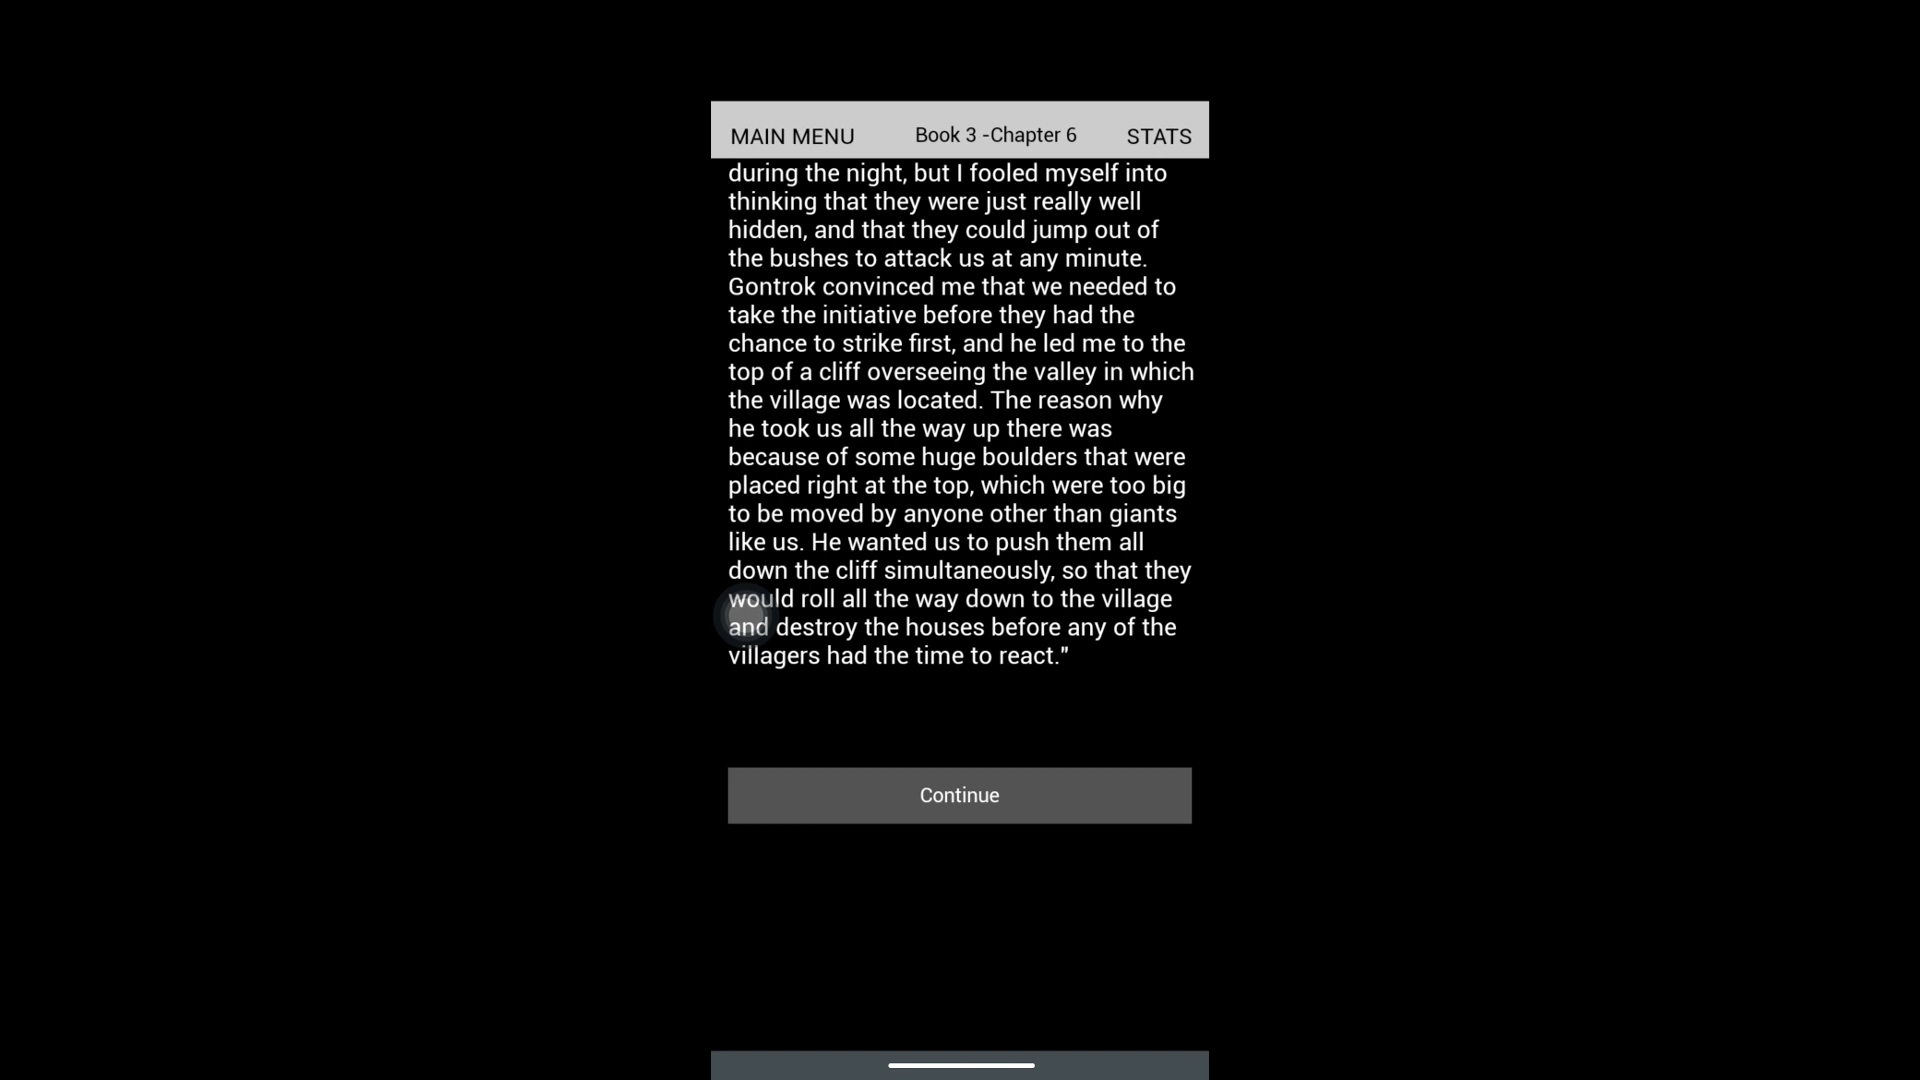 MAIN MENU
Book 3 -Chapter 6
STATS
during the night, but I fooled myself into
thinking that they were just really well
hidden, and that they could jump out of
the bushes to attack us at any minute.
Gontrok convinced me that we needed to
take the initiative before they had the
chance to strike first, and he led me to the
top of a cliff overseeing the valley in which
the village was located. The reason why
he took us all the way up there was
because of some huge boulders that were
placed right at the top, which were too big
to be moved by anyone other than giants
like us. He wanted us to push them all
down the cliff simultaneously, so that they
would roll all the way down to the village
and destroy the houses before any of the
villagers had the time to react."
Continue